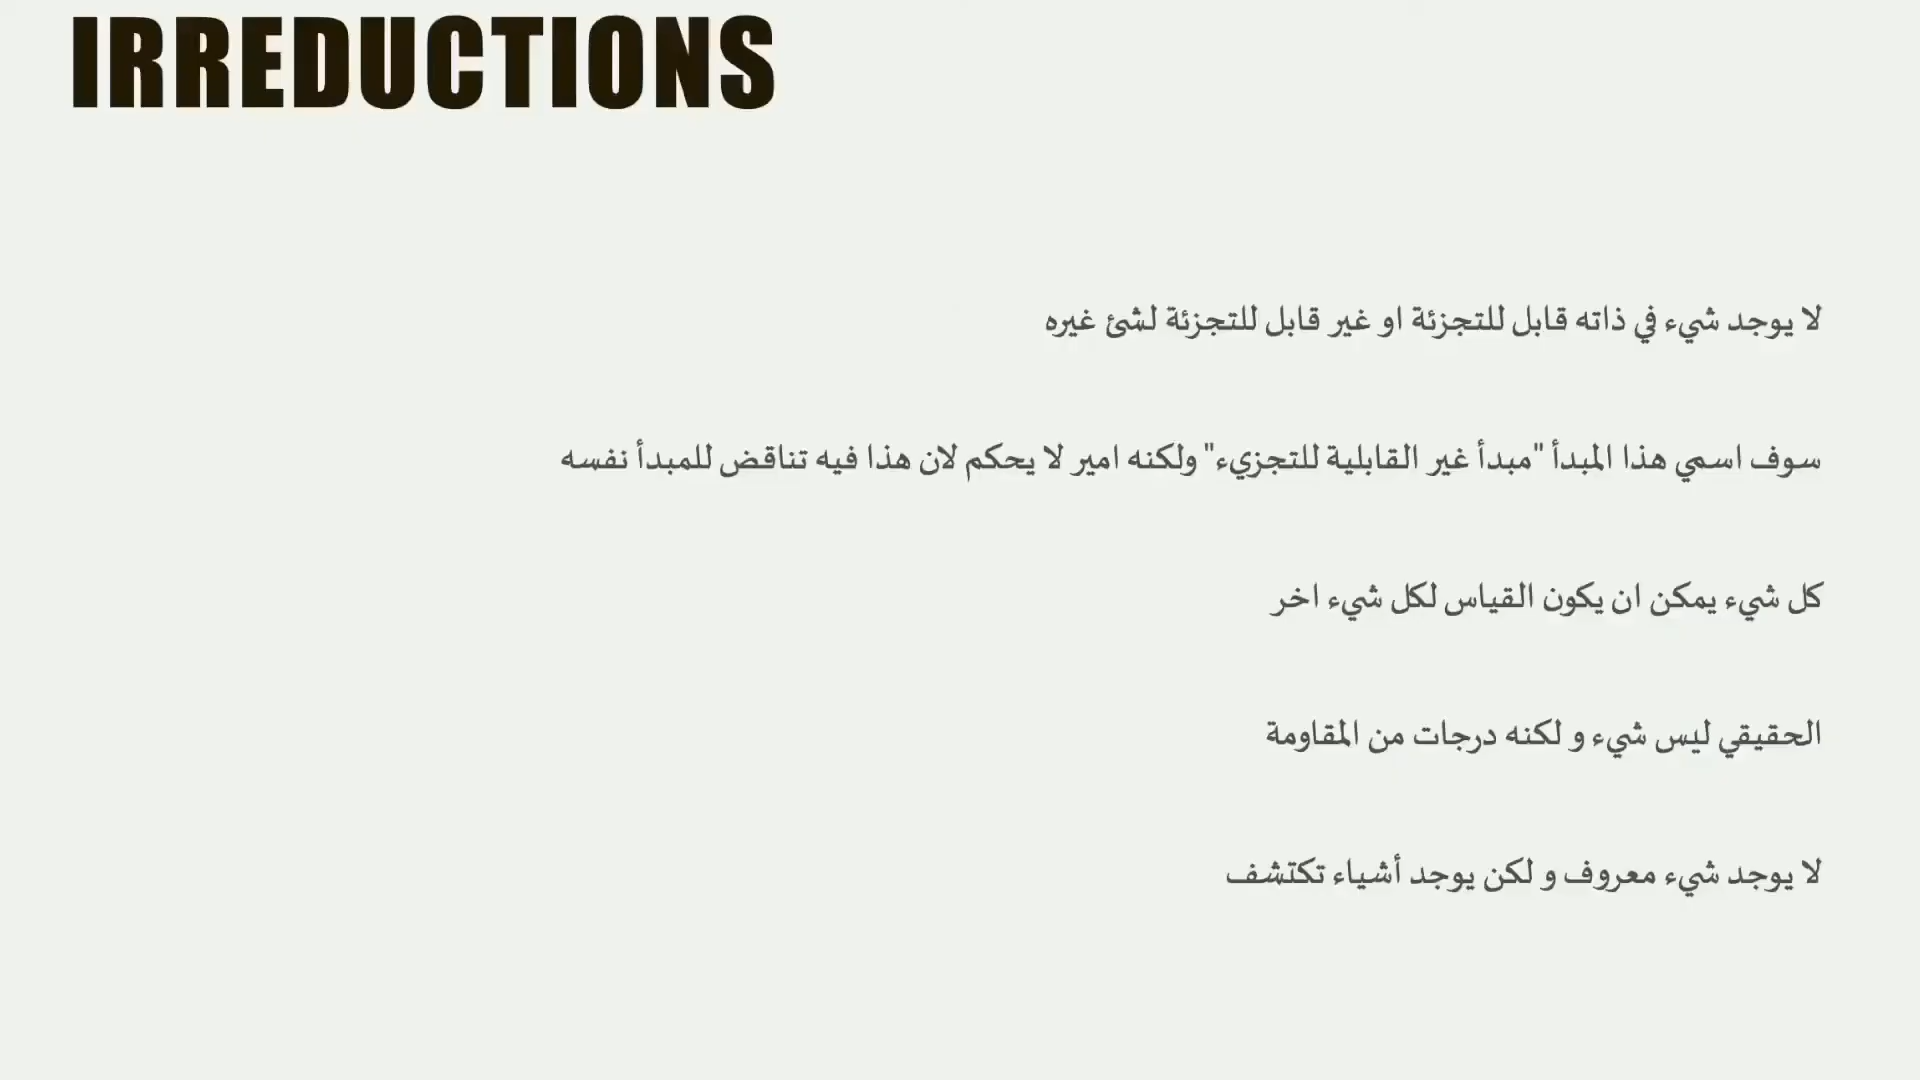 IRREDUCTIONS
لا يوجد شيء في ذاته قابل للتجزئة او غير قابل للتجزئة لشئ غيره
سوف اسمي هذا المبدأ "مبدأ غير القابلية للتجزيء" ولكنه امير لا يحكم لان هذا فيه تناقض للمبدأ نفسه
كل شيء يمكن ان يكون القياس لكل شيء اخر
الحقيقي ليس شيء و لكنه درجات من المقاومة
لا يوجد شيء معروف و لكن يوجد أشياء تكتشف